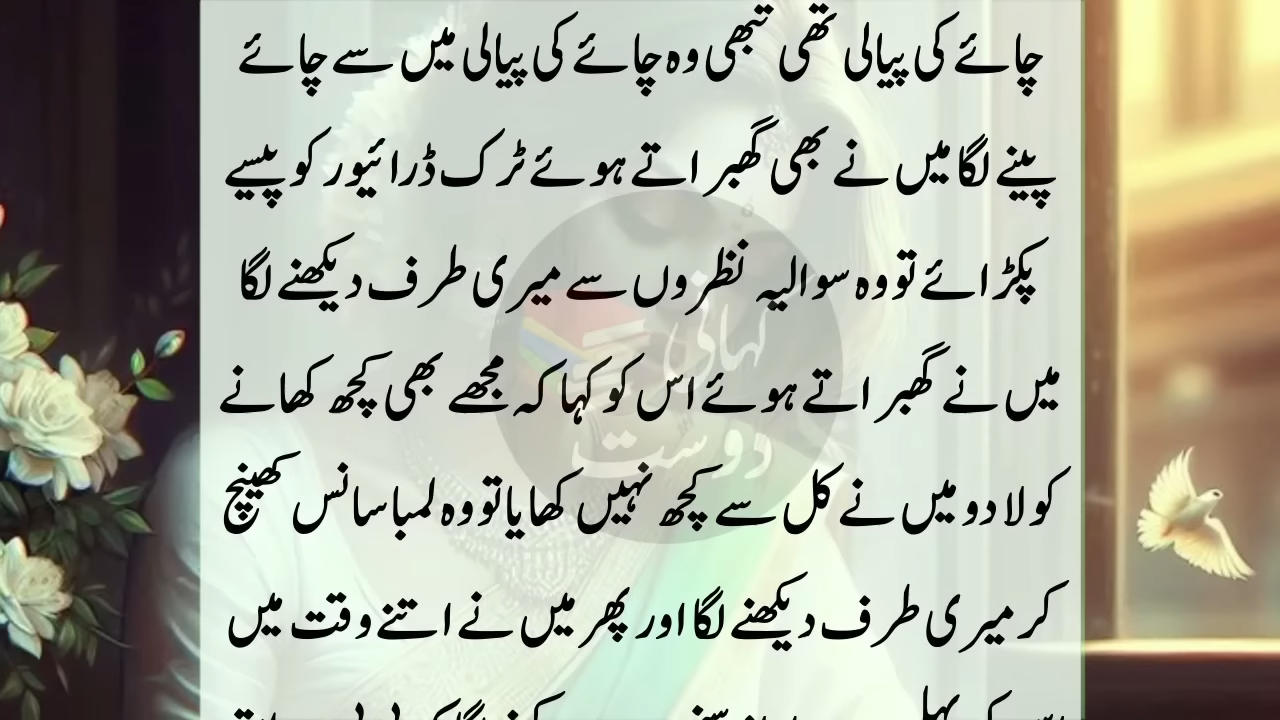 چائے کی پیالی تھی تبھی وہ چائے کی پیالی میں سے چائے
پینے لگا میں نے بھی گھبراتے ہوئے ٹرک ڈرائیور کو پیسے
پکڑائے تو وہ سوالیہ نظروں سے میری طرف دیکھنے لگا
میں نے گھبراتے ہوئے اس کو کہا کہ مجھے بھی کچھ کھانے
کو لا دو میں نے کل سے کچھ نہیں کھایا تو وہ لمبا سانس کھینچ
کر میری طرف دیکھنے لگا اور پھر میں نے اتنے وقت میں
کہانی
دوست